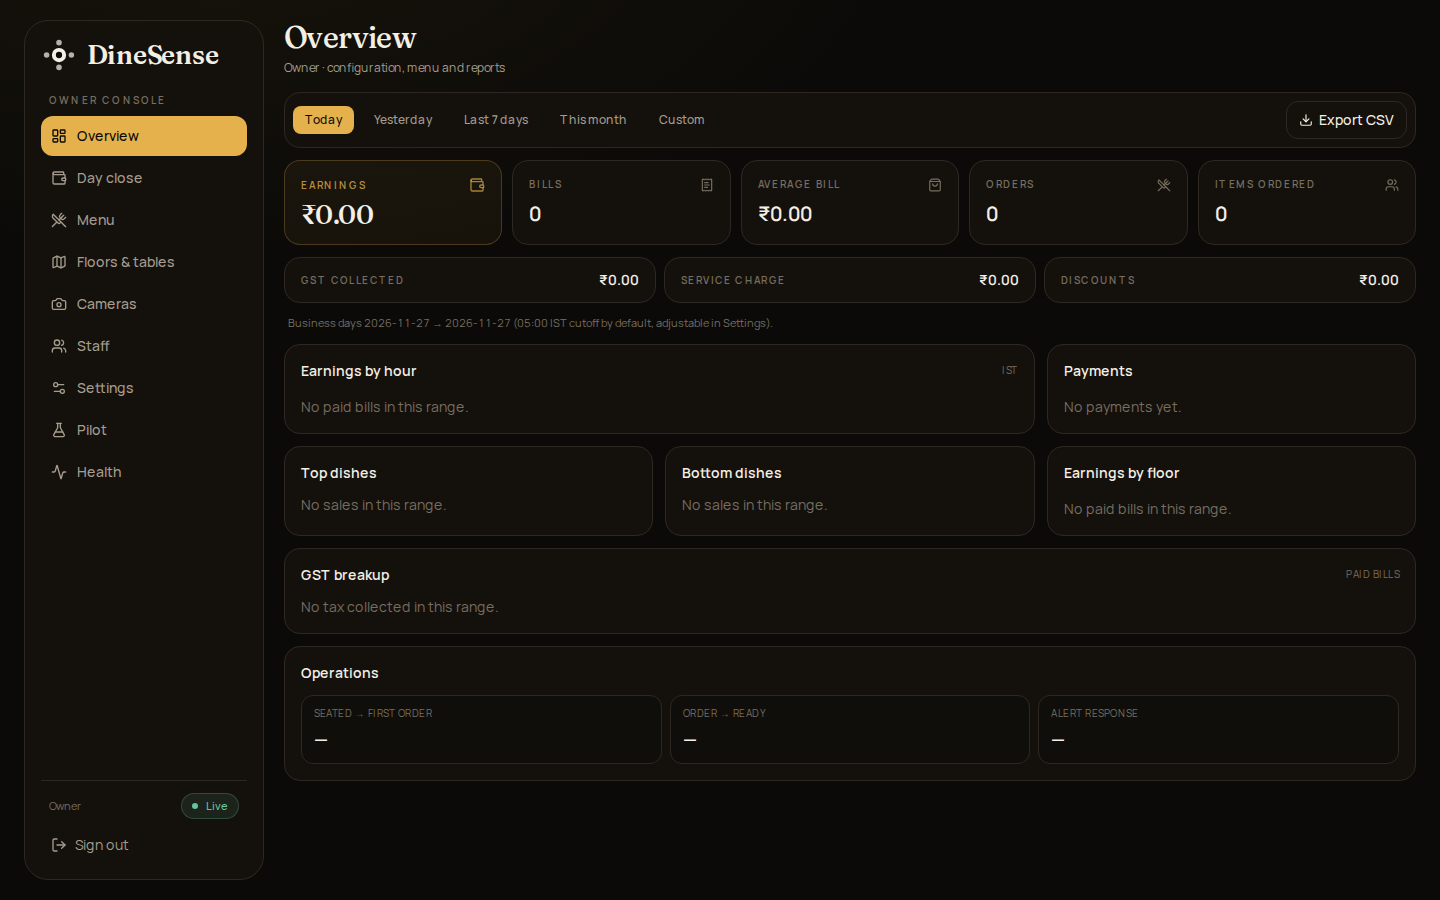 DineSense
OWNER CONSOLE
Overview
Day close
Menu
Floors & tables
Cameras
Staff
Settings
Pilot
Health
Owner
Live
Sign out
Overview
Owner · configuration, menu and reports
Today
Yesterday
Last 7 days
This month
Custom
Export CSV
EARNINGS
₹0.00
BILLS
0
AVERAGE BILL
₹0.00
ORDERS
0
ITEMS ORDERED
0
GST COLLECTED
₹0.00
SERVICE CHARGE
₹0.00
DISCOUNTS
₹0.00
Business days 2026-11-27 → 2026-11-27 (05:00 IST cutoff by default, adjustable in Settings).
Earnings by hour
IST
No paid bills in this range.
Payments
No payments yet.
Top dishes
No sales in this range.
Bottom dishes
No sales in this range.
Earnings by floor
No paid bills in this range.
GST breakup
PAID BILLS
No tax collected in this range.
Operations
SEATED → FIRST ORDER
—
ORDER → READY
—
ALERT RESPONSE
—